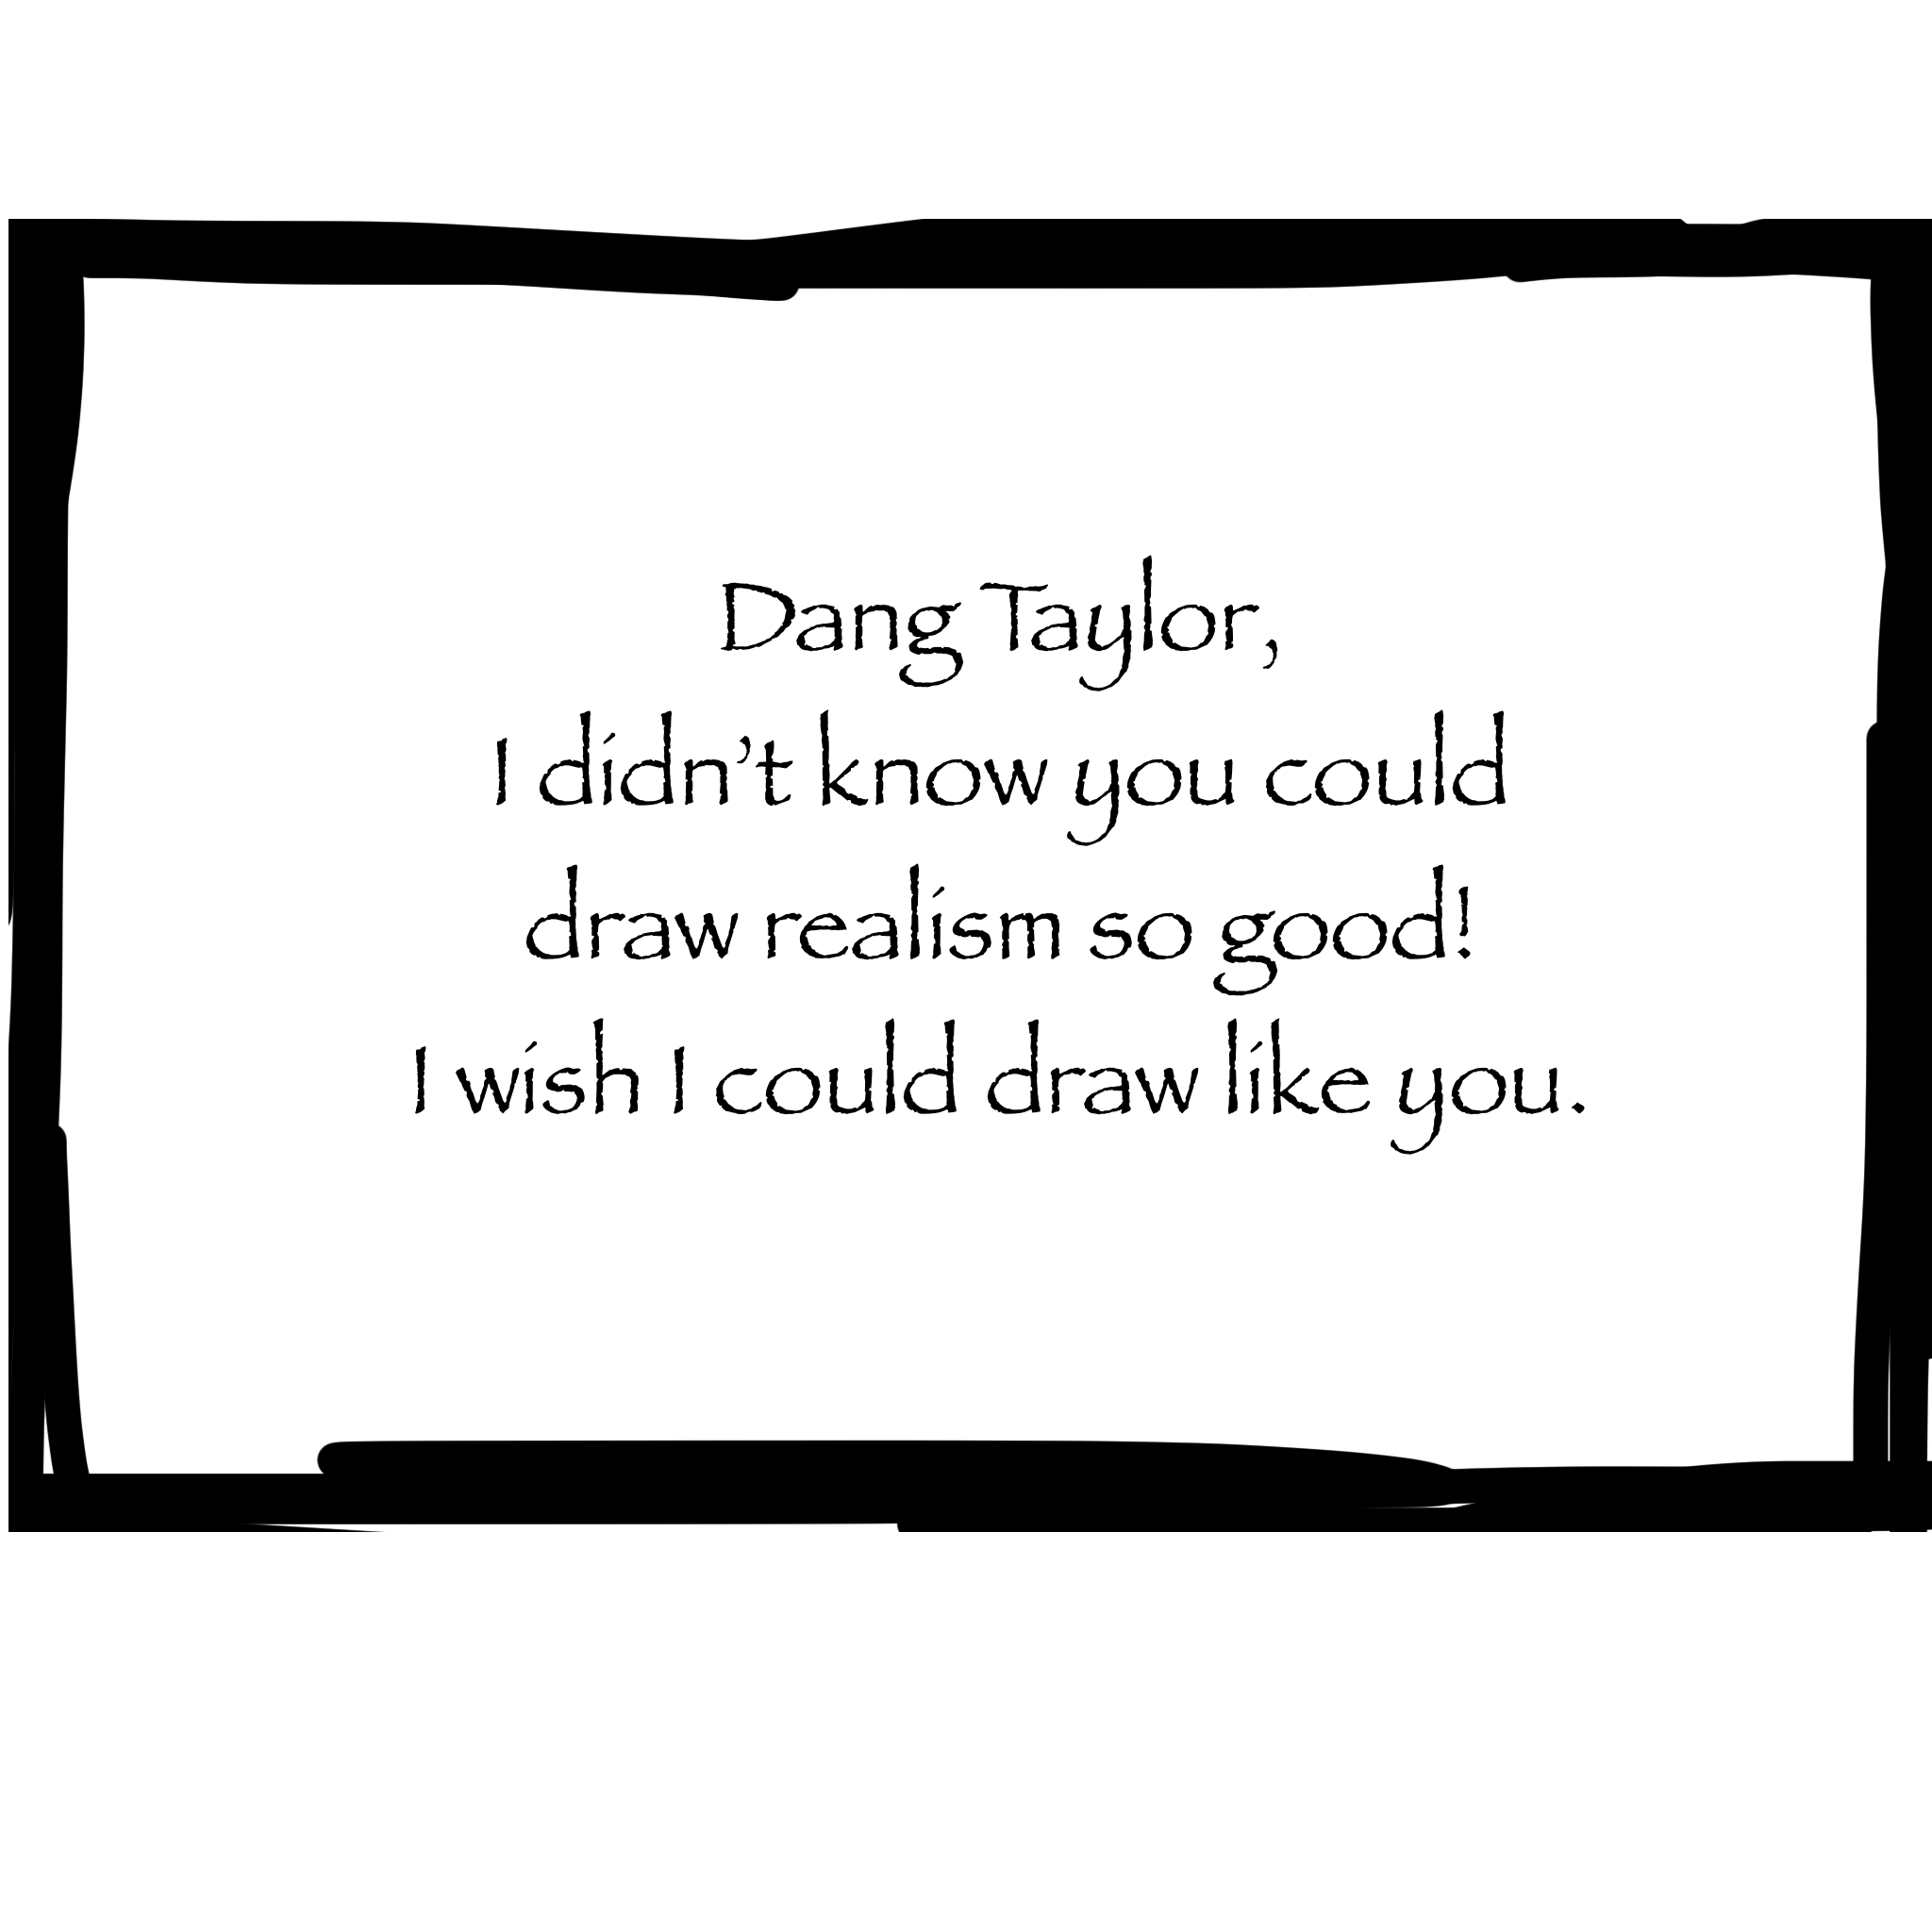 Dang Taylor,
I didn't know you could
draw realism so good!
I wish I could draw like you.